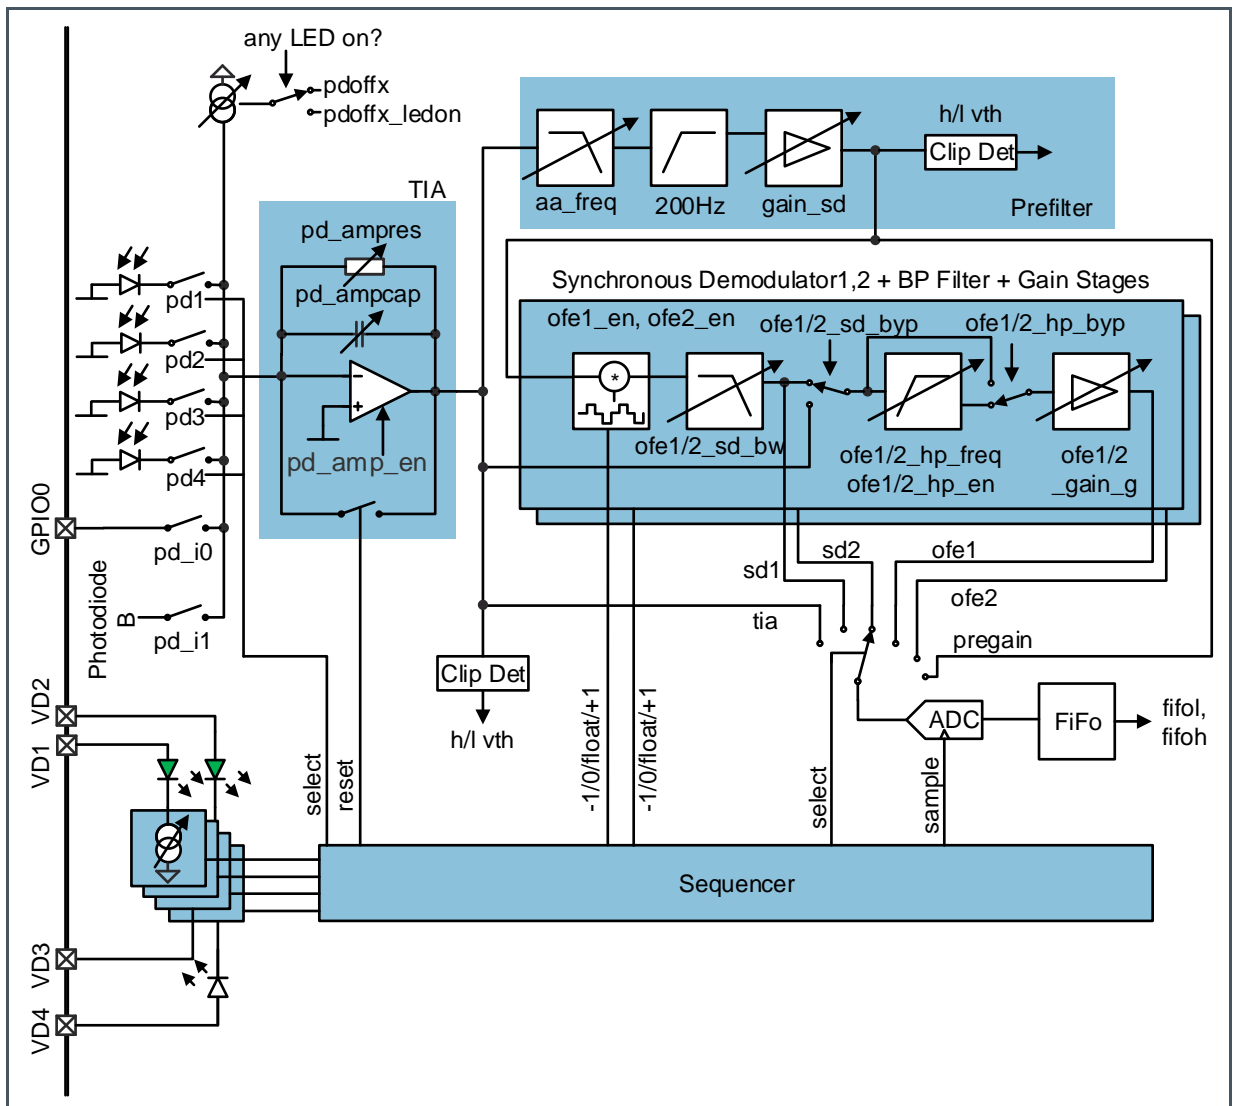 any LED on?
pdoffx
pdoffx_ledon
h/l vth
Clip Det
aa_freq
200Hz
gain_sd
Prefilter
TIA
pd_ampres
pd_ampcap
pd_amp_en
pd1
pd2
pd3
pd4
GPIO0
pd_i0
Photodiode
B
pd_i1
Synchronous Demodulator1,2 + BP Filter + Gain Stages
ofe1_en, ofe2_en
ofe1/2_sd_byp
ofe1/2_hp_byp
*
ofe1/2_sd_bw
ofe1/2_hp_freq
ofe1/2_hp_en
ofe1/2
_gain_g
sd1
sd2
ofe1
ofe2
tia
pregain
Clip Det
h/l vth
ADC
FiFo
fifol,
fifoh
VD2
VD1
select
reset
-1/0/float/+1
-1/0/float/+1
select
sample
Sequencer
VD3
VD4